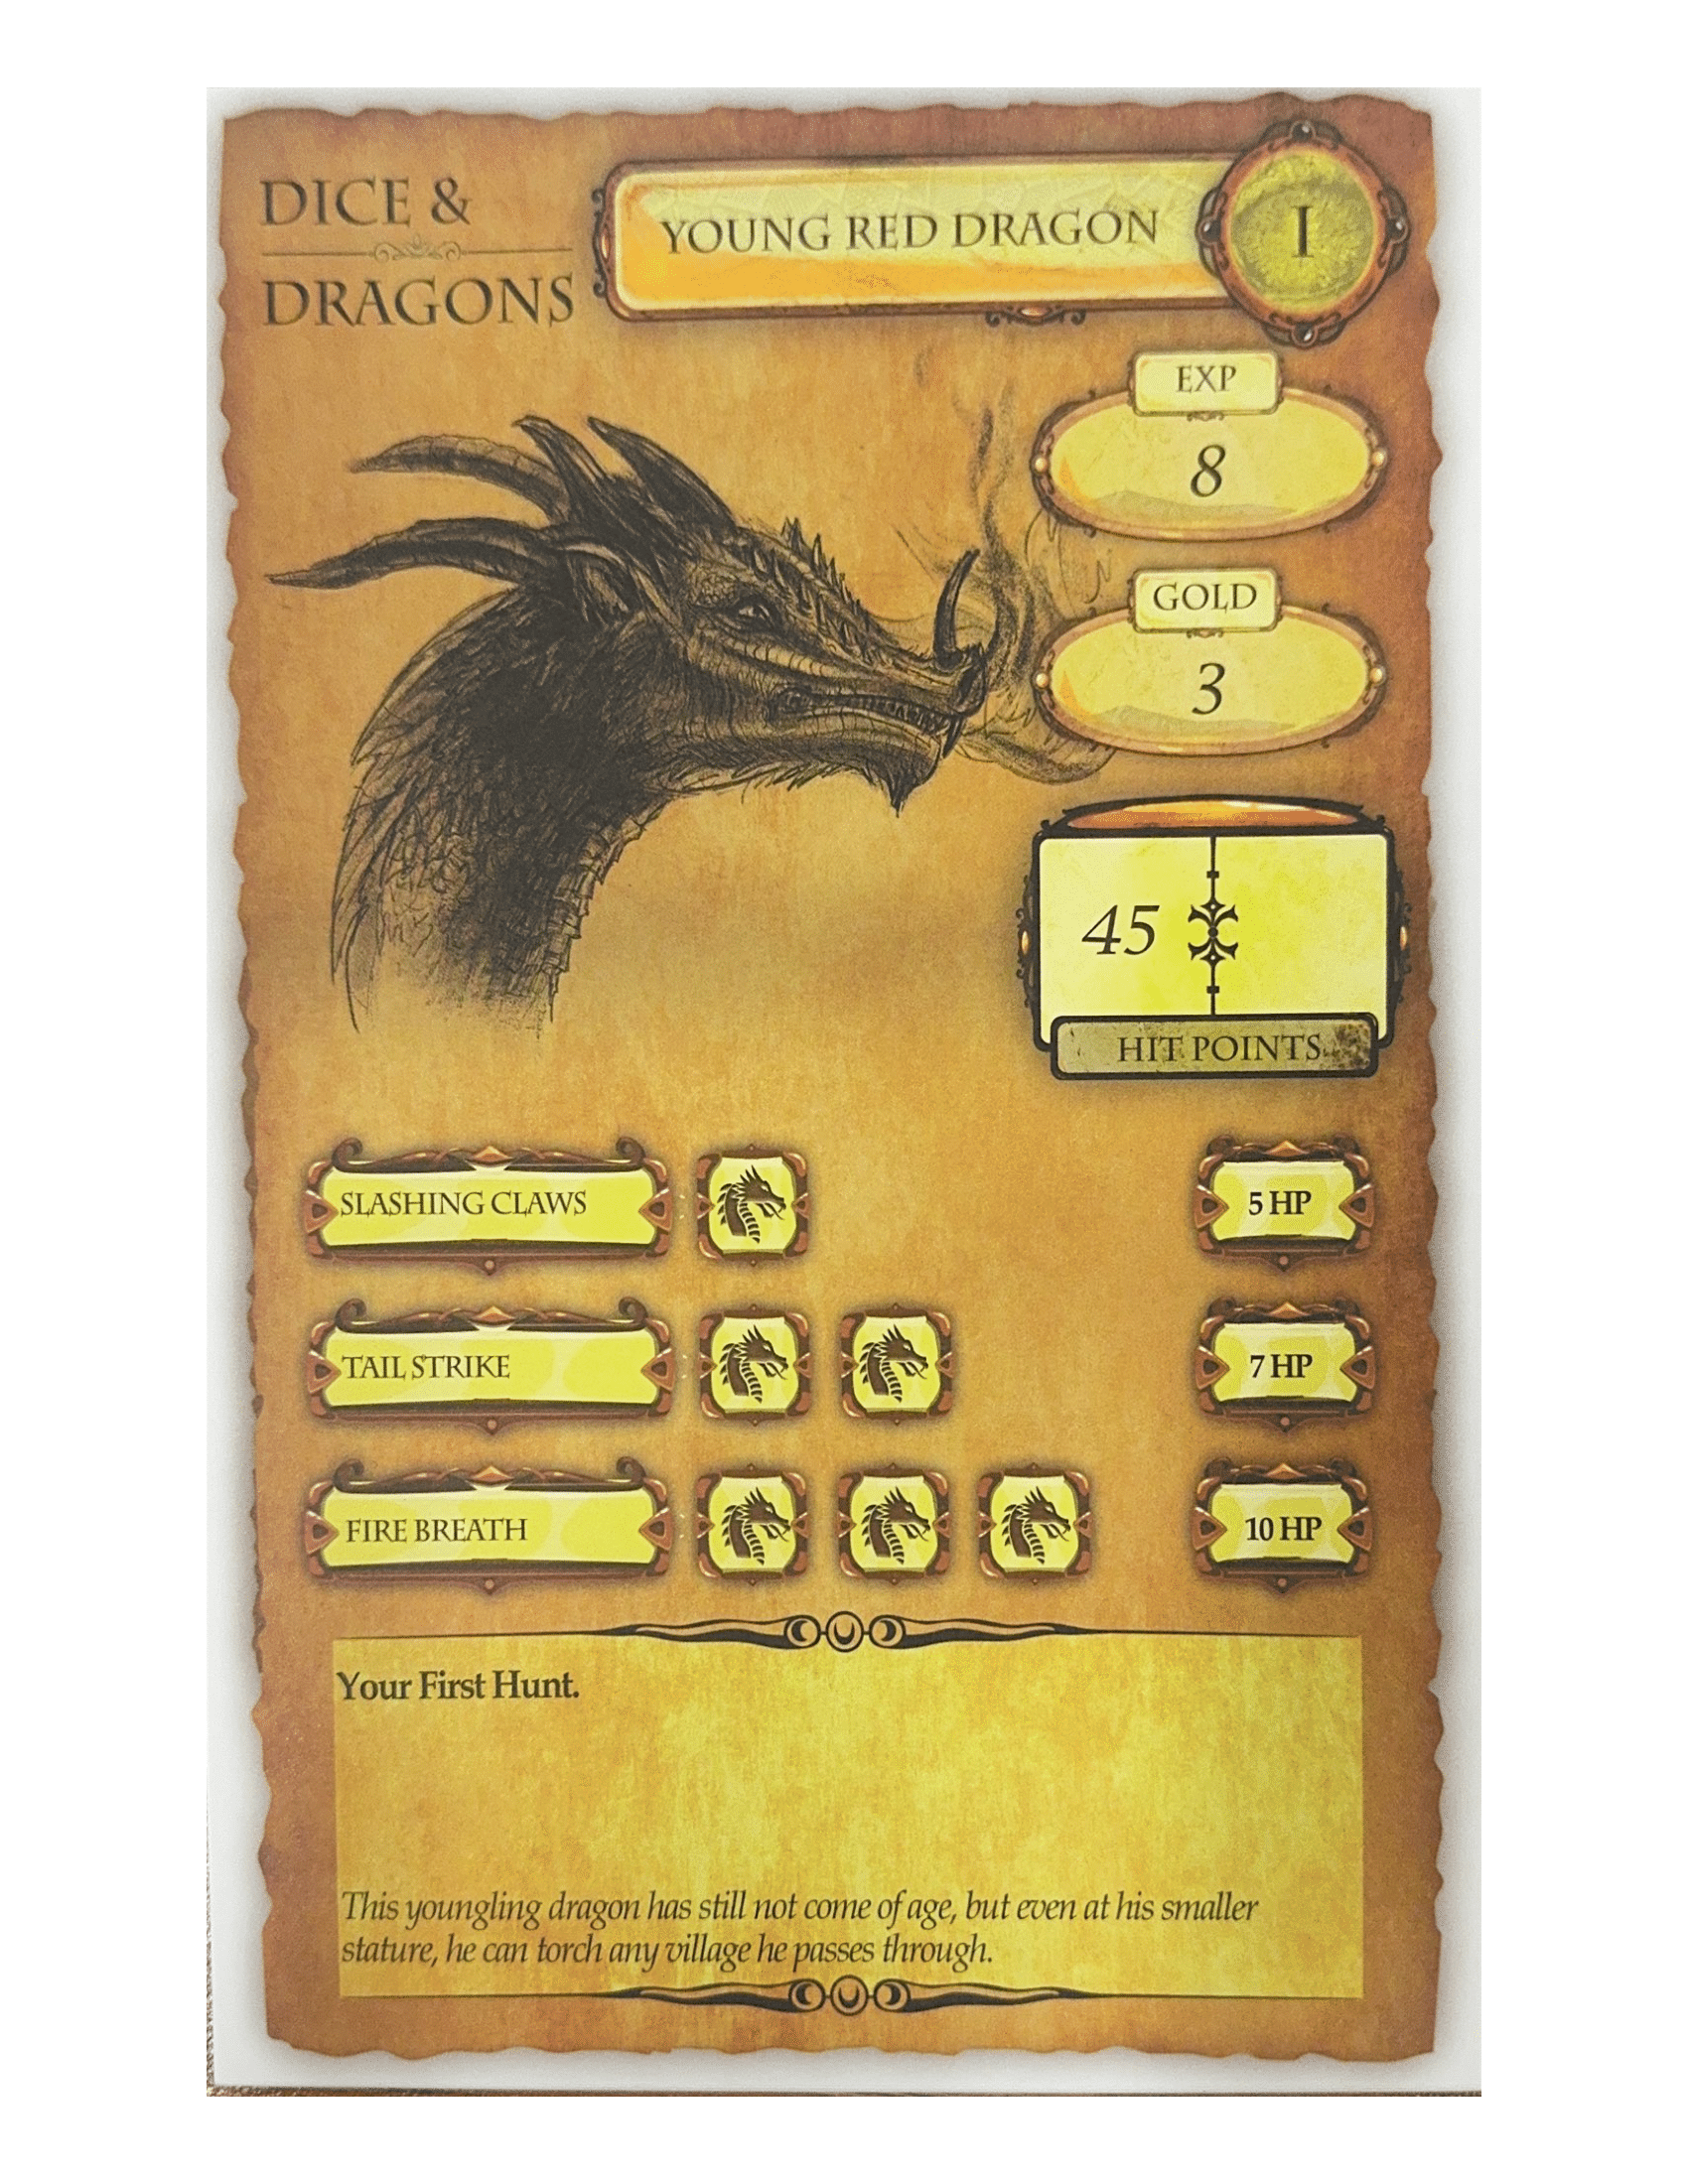 DICE &
DRAGONS
YOUNG RED DRAGON
I
EXP
8
GOLD
3
45
HIT POINTS
SLASHING CLAWS
5 HP
TAIL STRIKE
7 HP
FIRE BREATH
10 HP
Your First Hunt.
This youngling dragon has still not come of age, but even at his smaller
stature, he can torch any village he passes through.